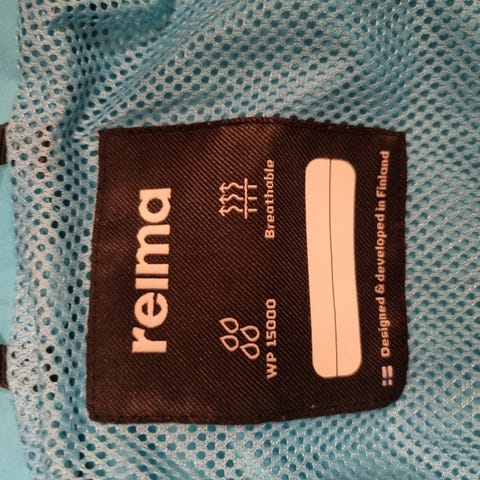 reima
WP 15000
Breathable
Designed & developed in Finland